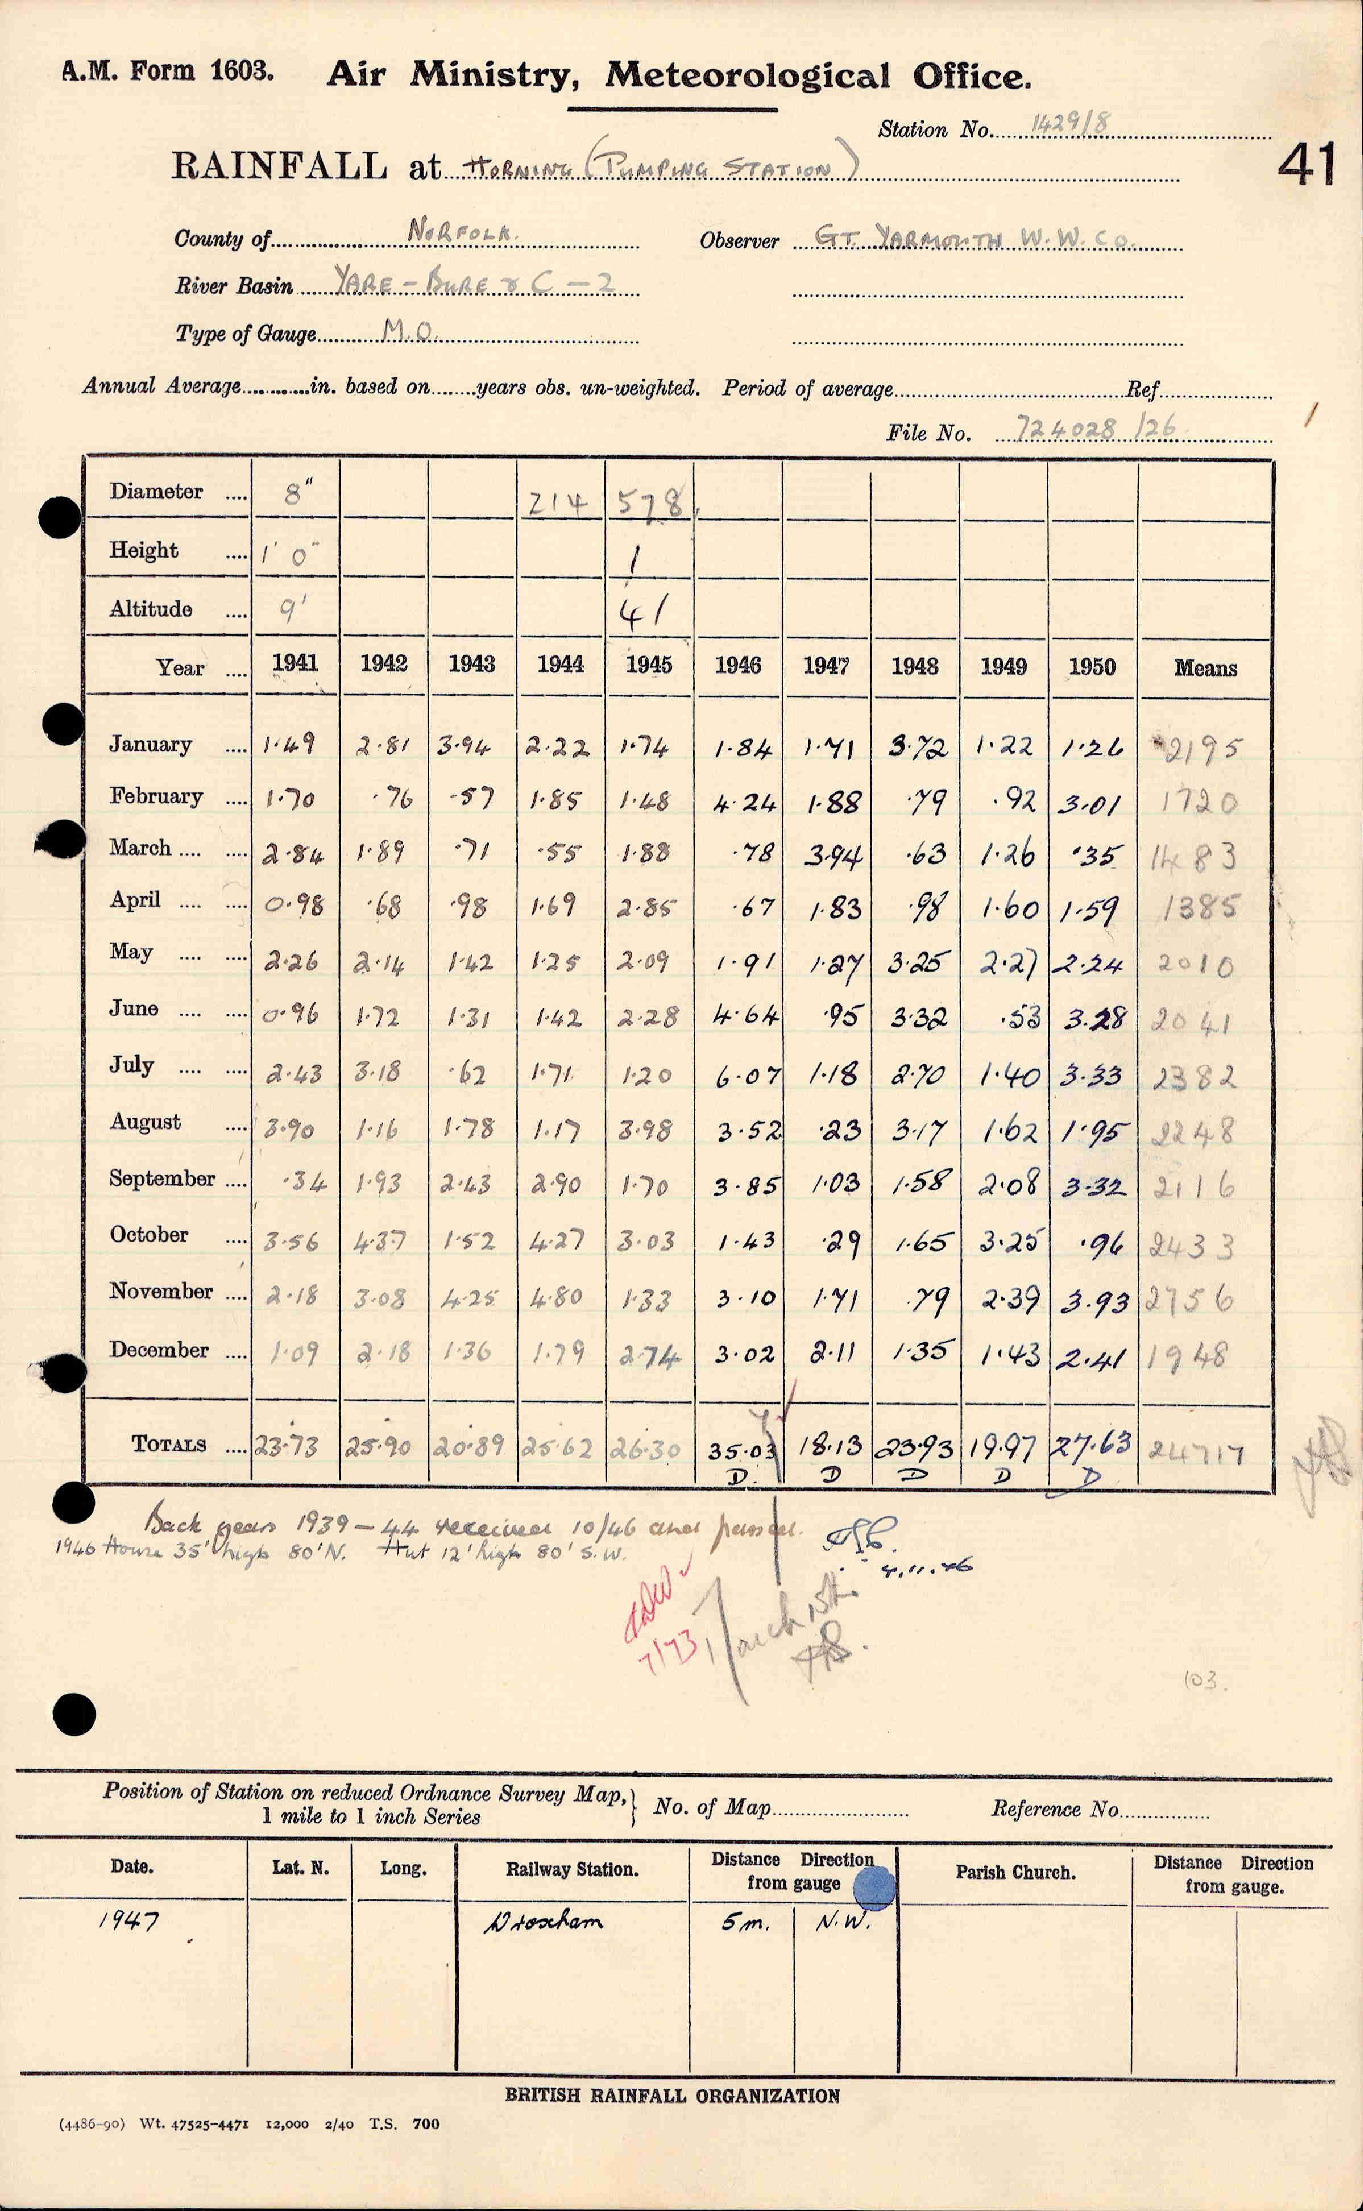 A.M. Form 1603. Air Ministry, Meteorological Office.
Station No. 1429/8
41
RAINFALL at HORNING (PUMPING STATION)
County of NORFOLK. Observer GT. YARMOUTH W.W. CO.
River Basin YARE - BURE & C - 2
Type of Gauge M.O.
Annual Average in. based on years obs. un-weighted. Period of average Ref
File No. 724028 /26
Diameter 8" 214 578
Height 1' 0" 1
Altitude 9' 41
Year 1941 1942 1943 1944 1945 1946 1947 1948 1949 1950 Means
January 1.49 2.81 3.94 2.22 1.74 1.84 1.71 3.72 1.22 1.26 2195
February 1.70 .76 .57 1.85 1.48 4.24 1.88 .79 .92 3.01 1720
March 2.84 1.89 .71 .55 1.88 .78 3.94 .63 1.26 .35 1483
April 0.98 .68 .98 1.69 2.85 .67 1.83 .98 1.60 1.59 1385
May 2.26 2.14 1.42 1.25 2.09 1.91 1.27 3.25 2.27 2.24 2010
June 0.96 1.72 1.31 1.42 2.28 4.64 .95 3.32 .53 3.28 2041
July 2.43 3.18 .62 1.71 1.20 6.07 1.18 2.70 1.40 3.33 2382
August 3.90 1.16 1.78 1.17 3.98 3.52 .23 3.17 1.62 1.95 2248
September .34 1.93 2.43 2.90 1.70 3.85 1.03 1.58 2.08 3.32 2116
October 3.56 4.37 1.52 4.27 3.03 1.43 .29 1.65 3.25 .96 2433
November 2.18 3.08 4.25 4.80 1.33 3.10 1.71 .79 2.39 3.93 2756
December 1.09 2.18 1.36 1.79 2.74 3.02 2.11 1.35 1.43 2.41 1948
TOTALS 23.73 25.90 20.89 25.62 26.30 35.03 18.13 23.93 19.97 27.63 24717
D D D D D
Back years 1939 - 44 received 10/46 and passed.
1946 House 35' high 80' N. Hut 12' high 80' S.W.
4.11.46
7/73
103.
Position of Station on reduced Ordnance Survey Map, 1 mile to 1 inch Series No. of Map Reference No.
Date. Lat. N. Long. Railway Station. Distance Direction from gauge Parish Church. Distance Direction from gauge.
1947 Wroxham 5m. N.W.
BRITISH RAINFALL ORGANIZATION
(4486-90) Wt. 47525-4471 12,000 2/40 T.S. 700